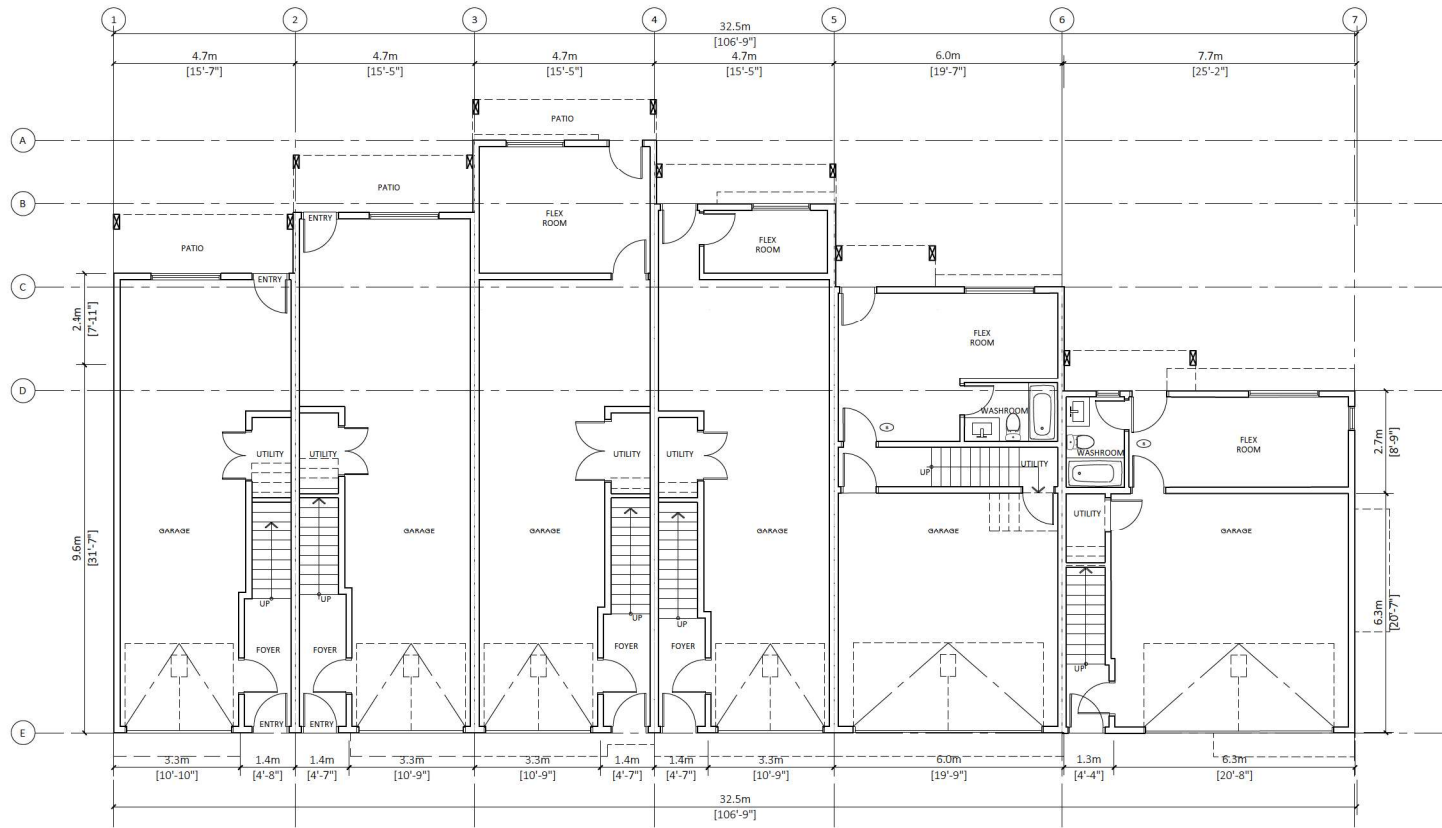 1 2 3 4 5 6 7
32.5m
[106'-9"]
4.7m 4.7m 4.7m 4.7m 6.0m 7.7m
[15'-7"] [15'-5"] [15'-5"] [15'-5"] [19'-7"] [25'-2"]
PATIO
A
PATIO
B
FLEX
ROOM
ENTRY
PATIO
FLEX
ROOM
ENTRY
C
2.4m
[7'-11"]
FLEX
ROOM
D
WASHROOM
FLEX
ROOM
2.7m
[8'-9"]
UTILITY UTILITY UTILITY UTILITY
WASHROOM
UP
UTILITY
UTILITY
GARAGE GARAGE GARAGE GARAGE GARAGE GARAGE
9.6m
[31'-7"]
6.3m
[20'-7"]
UP UP UP UP
FOYER FOYER FOYER FOYER
UP
ENTRY ENTRY
E
3.3m 1.4m 1.4m 3.3m 3.3m 1.4m 1.4m 3.3m 6.0m 1.3m 6.3m
[10'-10"] [4'-8"] [4'-7"] [10'-9"] [10'-9"] [4'-7"] [4'-7"] [10'-9"] [19'-9"] [4'-4"] [20'-8"]
32.5m
[106'-9"]